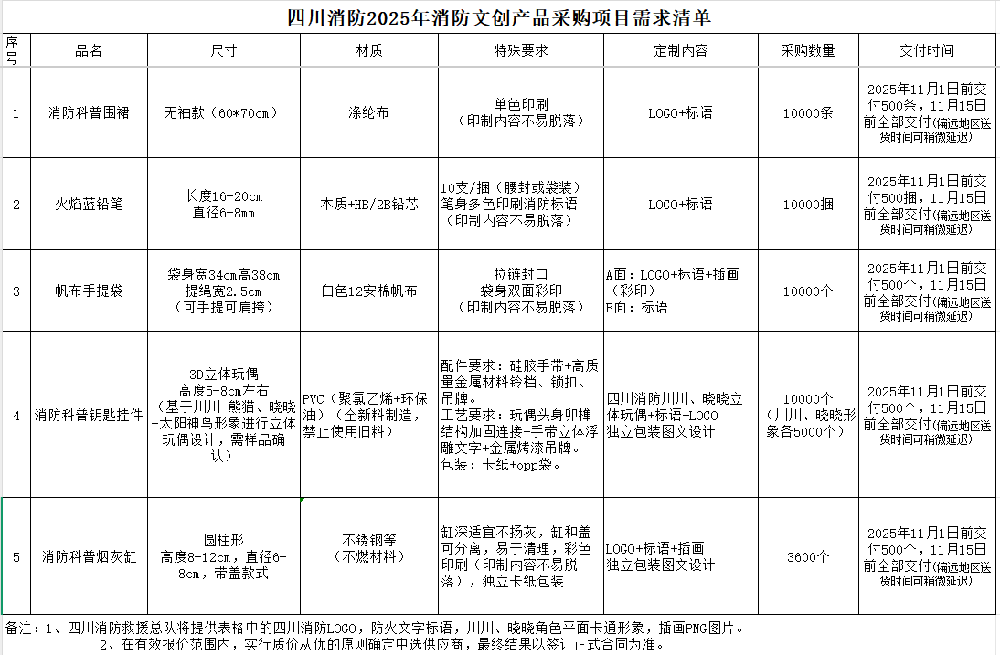 四川消防2025年消防文创产品采购项目需求清单
序号 品名 尺寸 材质 特殊要求 定制内容 采购数量 交付时间
1
消防科普围裙
无袖款（60*70cm）
涤纶布
单色印刷
（印制内容不易脱落）
LOGO+标语
10000条
2025年11月1日前交
付500条，11月15日
前全部交付(偏远地区送
货时间可稍微延迟)
2
火焰蓝铅笔
长度16-20cm
直径6-8mm
木质+HB/2B铅芯
10支/捆（腰封或袋装）
笔身多色印刷消防标语
（印制内容不易脱落）
LOGO+标语
10000捆
2025年11月1日前交
付500捆，11月15日
前全部交付(偏远地区送
货时间可稍微延迟)
3
帆布手提袋
袋身宽34cm高38cm
提绳宽2.5cm
（可手提可肩挎）
白色12安棉帆布
拉链封口
袋身双面彩印
（印制内容不易脱落）
A面：LOGO+标语+插画
（彩印）
B面：标语
10000个
2025年11月1日前交
付500个，11月15日
前全部交付(偏远地区送
货时间可稍微延迟)
4
消防科普钥匙挂件
3D立体玩偶
高度5-8cm左右
（基于川川-熊猫、晓晓
-太阳神鸟形象进行立体
玩偶设计，需样品确
认）
PVC（聚氯乙烯+环保
油）（全新料制造，
禁止使用旧料）
配件要求：硅胶手带+高质
量金属材料铃铛、锁扣、
吊牌。
工艺要求：玩偶头身卯榫
结构加固连接+手带立体浮
雕文字+金属烤漆吊牌。
包装：卡纸+opp袋。
四川消防川川、晓晓立
体玩偶+标语+LOGO
独立包装图文设计
10000个
（川川、晓晓形
象各5000个）
2025年11月1日前交
付500个，11月15日
前全部交付(偏远地区送
货时间可稍微延迟)
5
消防科普烟灰缸
圆柱形
高度8-12cm，直径6-
8cm，带盖款式
不锈钢等
（不燃材料）
缸深适宜不扬灰，缸和盖
可分离，易于清理，彩色
印刷（印制内容不易脱
落），独立卡纸包装
LOGO+标语+插画
独立包装图文设计
3600个
2025年11月1日前交
付500个，11月15日
前全部交付(偏远地区送
货时间可稍微延迟)
备注：1、四川消防救援总队将提供表格中的四川消防LOGO，防火文字标语，川川、晓晓角色平面卡通形象，插画PNG图片。
2、在有效报价范围内，实行质价从优的原则确定中选供应商，最终结果以签订正式合同为准。